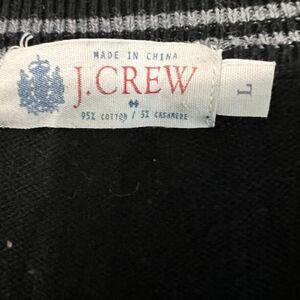 MADE IN CHINA
J.CREW
95% COTTON / 5% CASHMERE
L